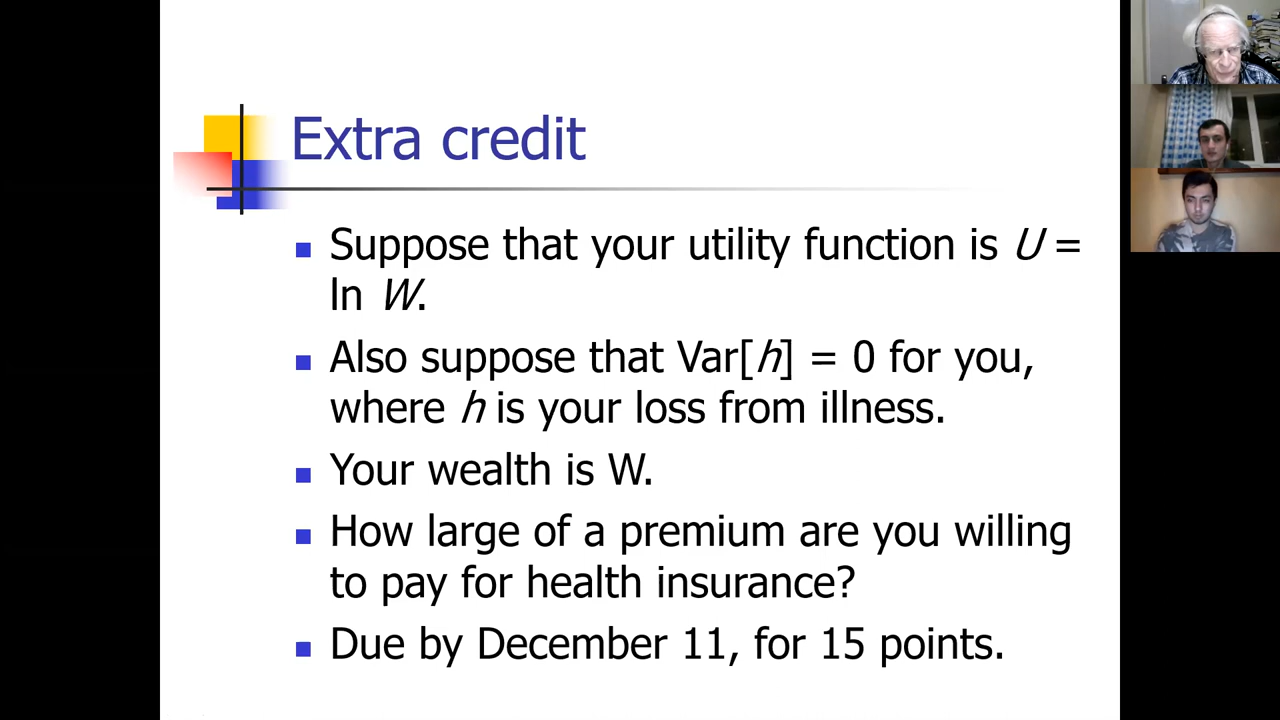 Extra credit
Suppose that your utility function is U =
ln W.
Also suppose that Var[h] = 0 for you,
where h is your loss from illness.
Your wealth is W.
How large of a premium are you willing
to pay for health insurance?
Due by December 11, for 15 points.